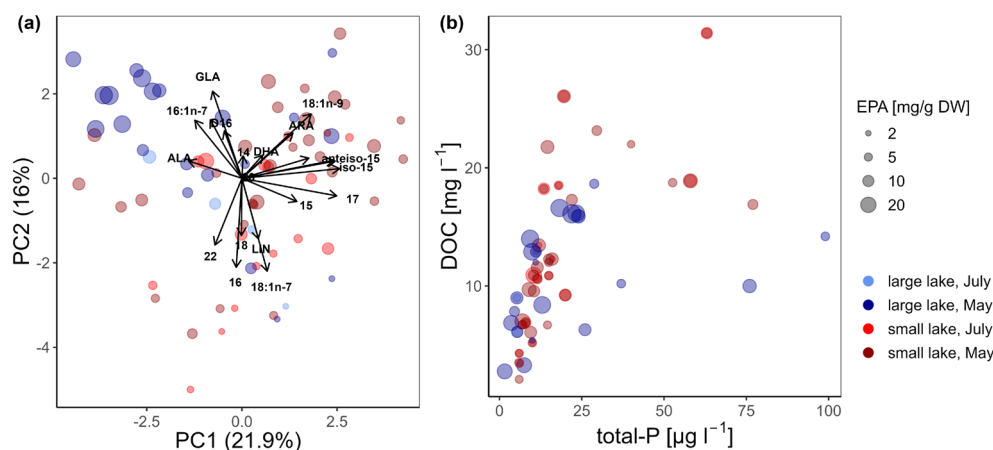 (a)
PC2 (16%)
2
0
-2
-4
-2.5
0.0
2.5
PC1 (21.9%)
GLA
16:1n-7
D16
14
DHA
ARA
18:1n-9
ALA
anteiso-15
iso-15
17
15
18
LIN
22
16
18:1n-7
(b)
DOC [mg l⁻¹]
30
20
10
0
25
50
75
100
total-P [µg l⁻¹]
EPA [mg/g DW]
2
5
10
20
large lake, July
large lake, May
small lake, July
small lake, May